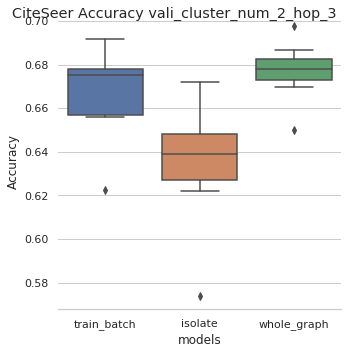 CiteSeer Accuracy vali_cluster_num_2_hop_3
0.70
0.68
0.66
0.64
0.62
0.60
0.58
Accuracy
train_batch
isolate
whole_graph
models